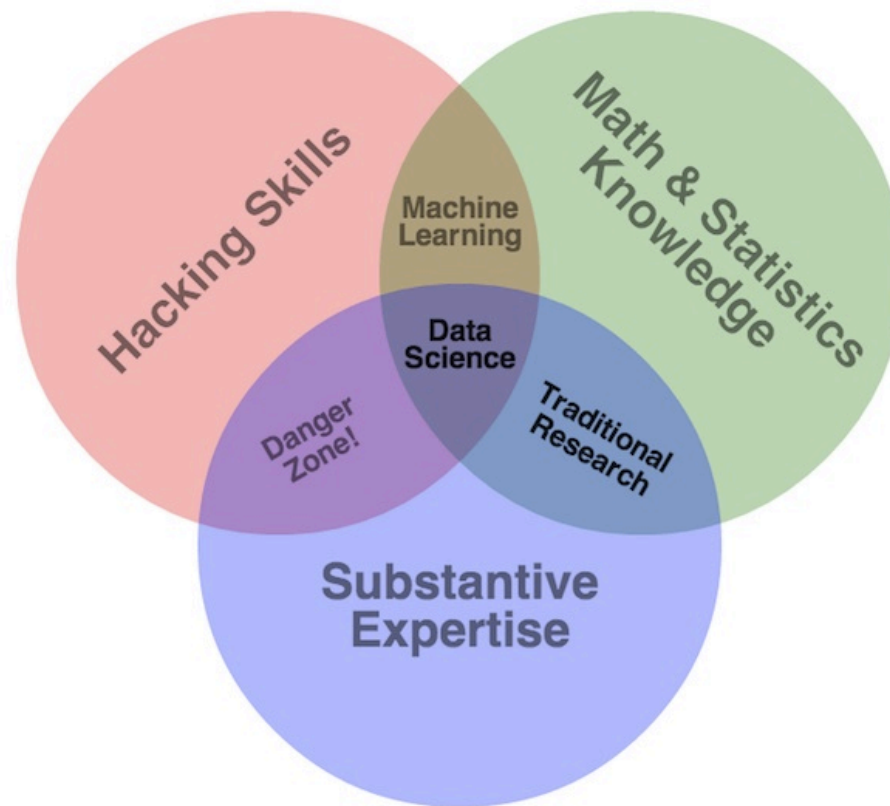 Hacking Skills
Math & Statistics
Knowledge
Machine
Learning
Data
Science
Danger
Zone!
Traditional
Research
Substantive
Expertise